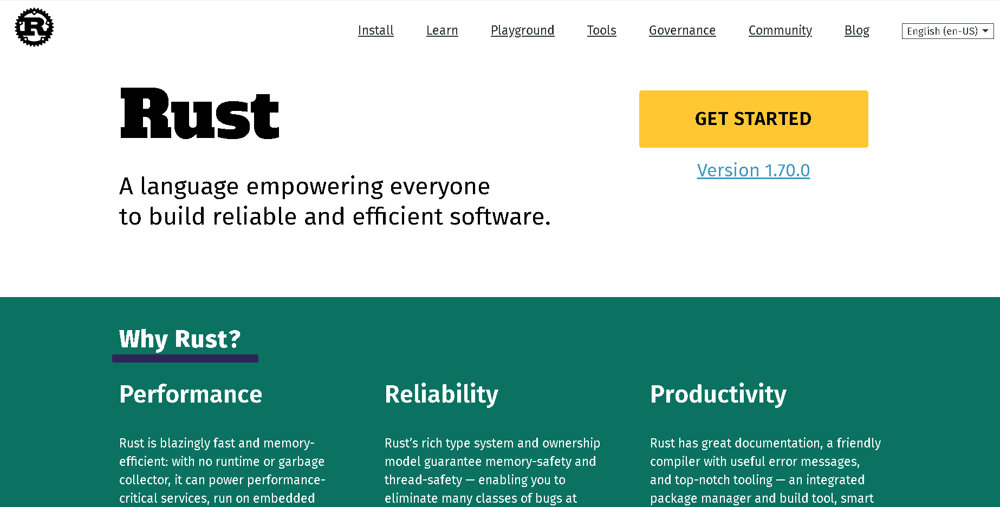 R
Install Learn Playground Tools Governance Community Blog English (en-US)
Rust
GET STARTED
Version 1.70.0
A language empowering everyone
to build reliable and efficient software.
Why Rust?
Performance
Rust is blazingly fast and memory-
efficient: with no runtime or garbage
collector, it can power performance-
critical services, run on embedded
Reliability
Rust’s rich type system and ownership
model guarantee memory-safety and
thread-safety — enabling you to
eliminate many classes of bugs at
Productivity
Rust has great documentation, a friendly
compiler with useful error messages,
and top-notch tooling — an integrated
package manager and build tool, smart